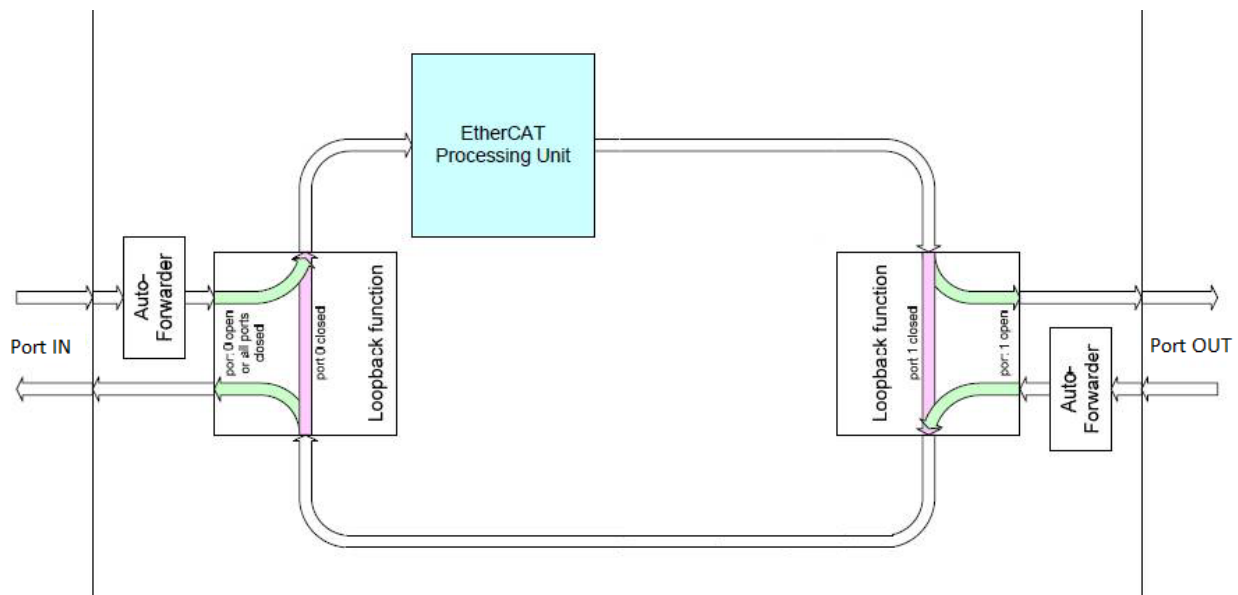 EtherCAT
Processing Unit
Auto-
Forwarder
port 0 open
or all ports
closed
port 0 closed
Loopback function
Port IN
Loopback function
port 1 closed
port 1 open
Auto-
Forwarder
Port OUT